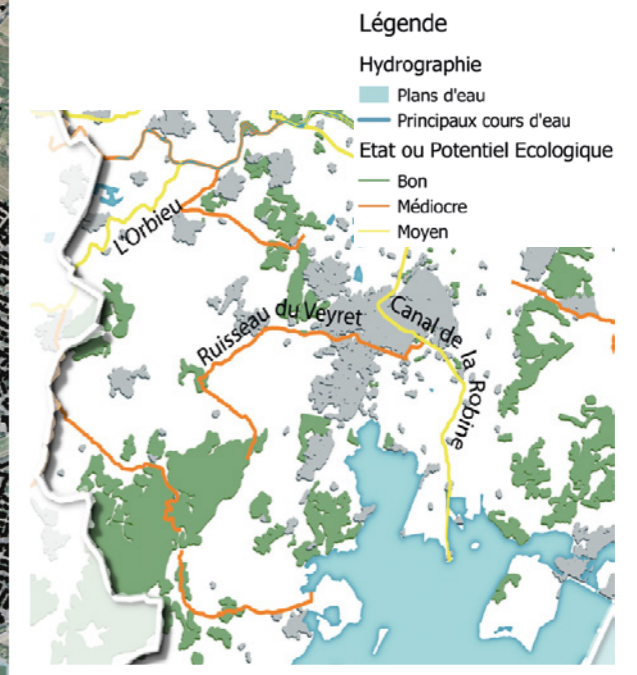 Légende
Hydrographie
Plans d'eau
Principaux cours d'eau
Etat ou Potentiel Ecologique
Bon
Médiocre
Moyen
L'Orbieu
Ruisseau du Veyret
Canal de la Robine